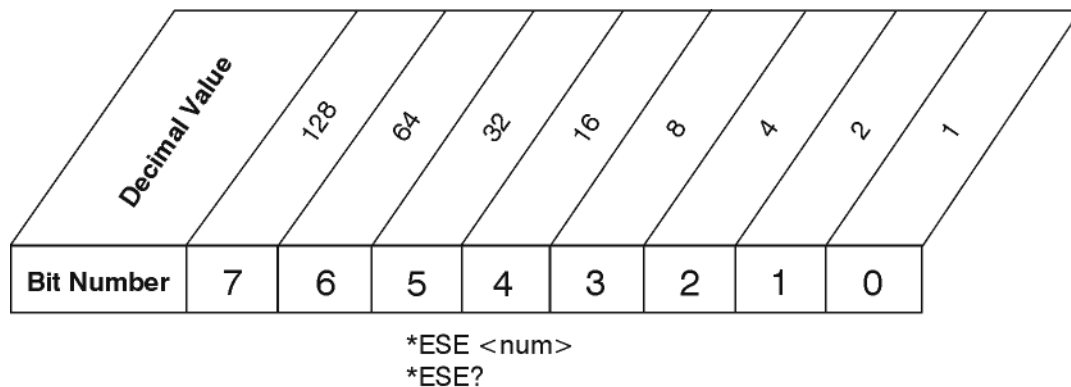 Decimal Value 128 64 32 16 8 4 2 1
Bit Number 7 6 5 4 3 2 1 0
*ESE <num>
*ESE?